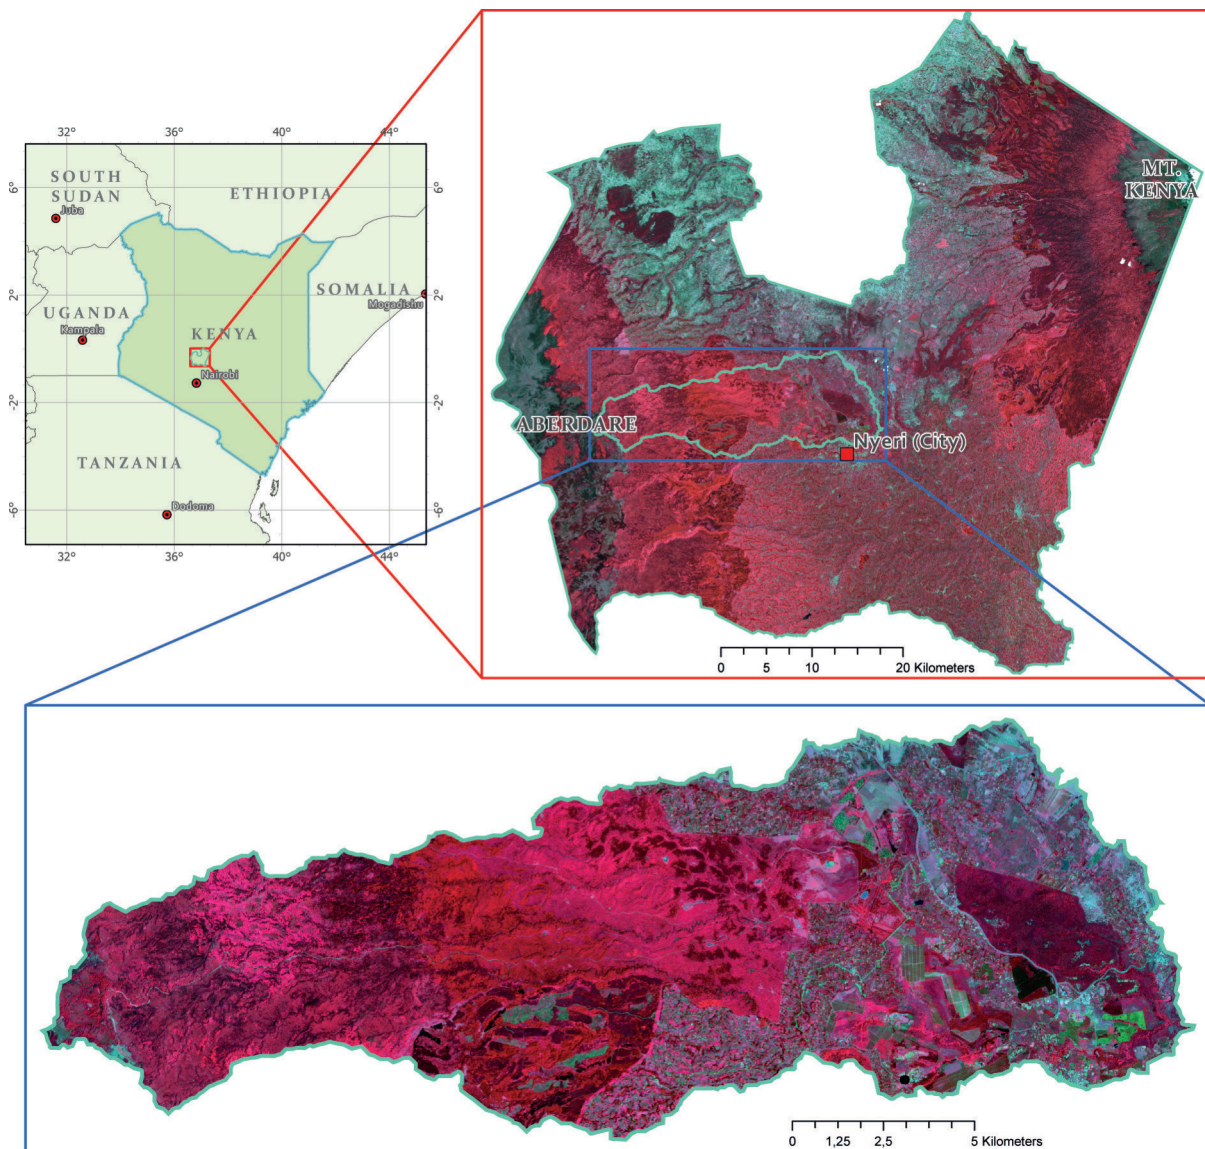 32°
36°
40°
44°
SOUTH
SUDAN
Juba
ETHIOPIA
6°
6°
SOMALIA
Mogadishu
2°
2°
UGANDA
Kampala
KENYA
Nairobi
-2°
-2°
TANZANIA
Dodoma
-6°
-6°
32°
36°
40°
44°
MT.
KENYA
ABERDARE
Nyeri (City)
0 5 10 20 Kilometers
0 1,25 2,5 5 Kilometers